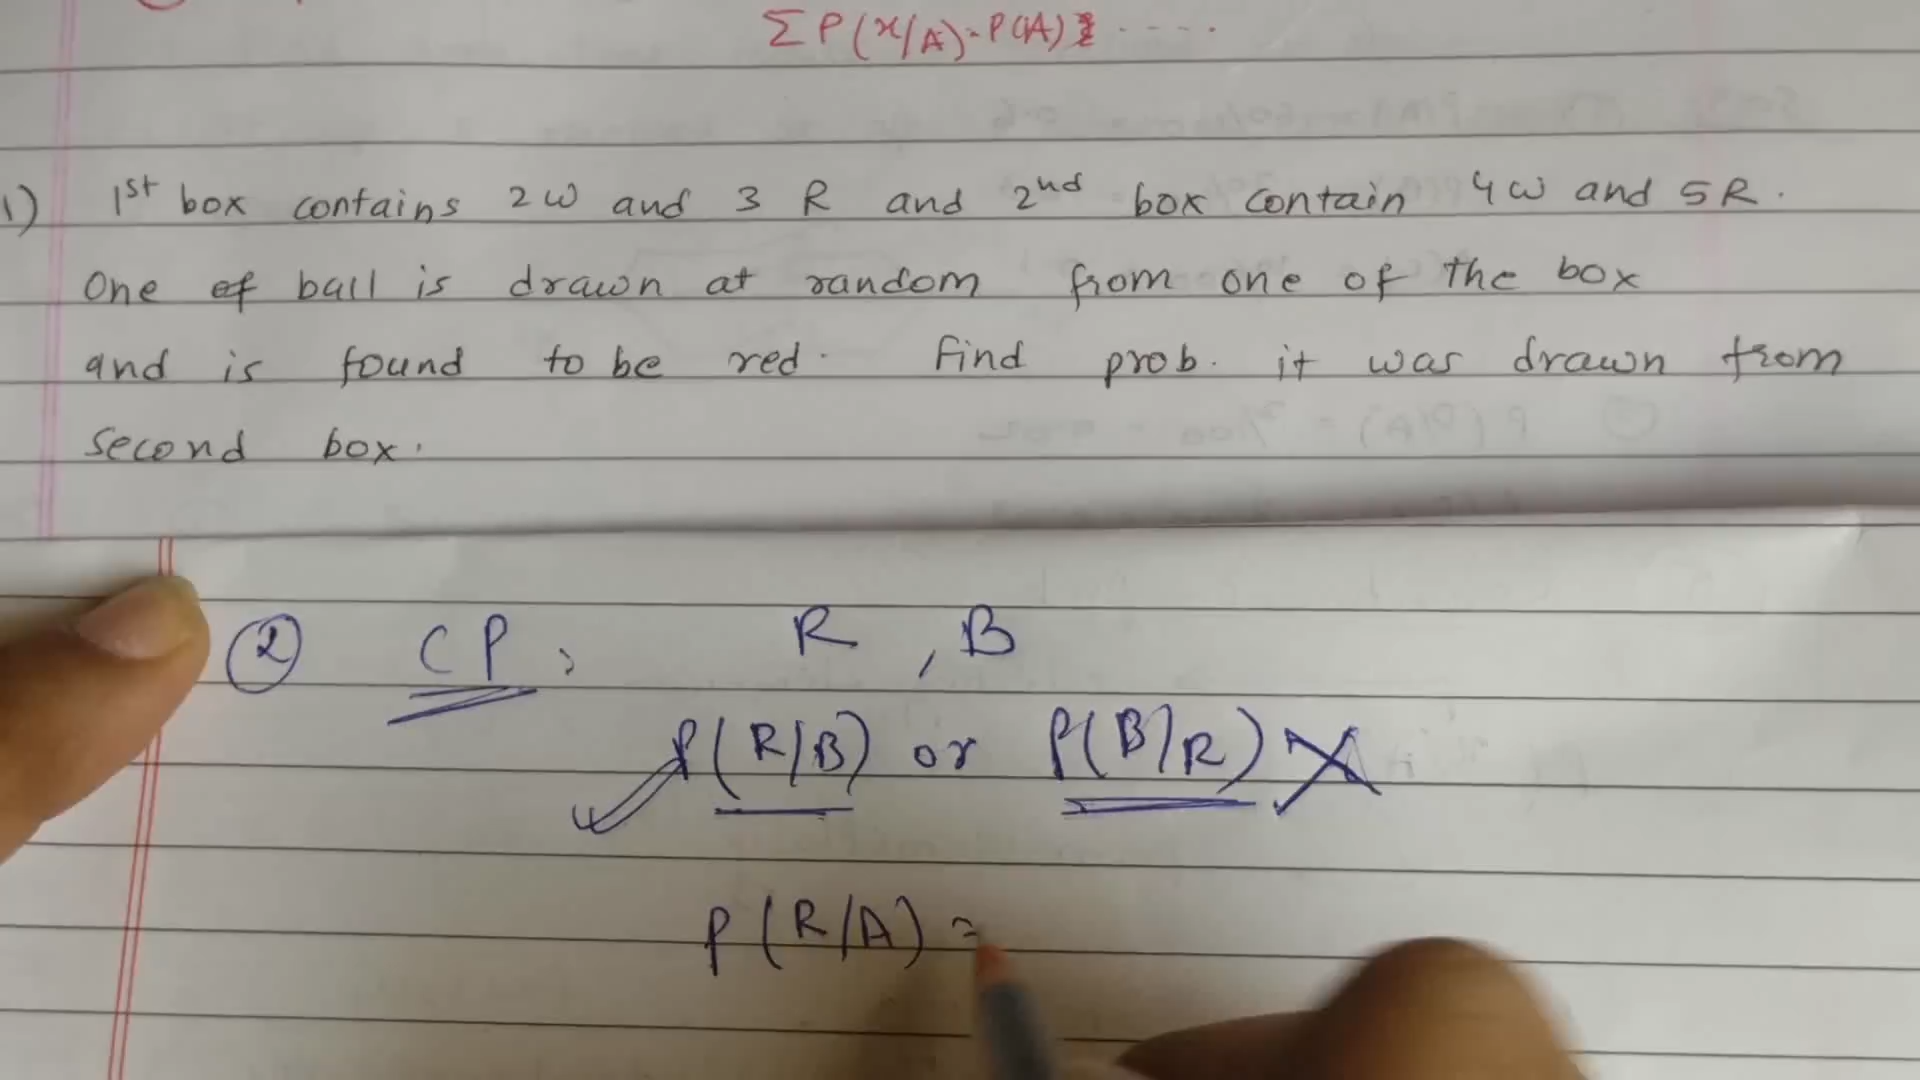 Σ P(x/A)·P(A) ....
1) 1st box contains 2W and 3 R and 2nd box contain 4W and 5R.
One of ball is drawn at random from one of the box
and is found to be red. Find prob. it was drawn from
second box.
② CP, R , B
P(R/B) or P(B/R) X
P(R/A) =